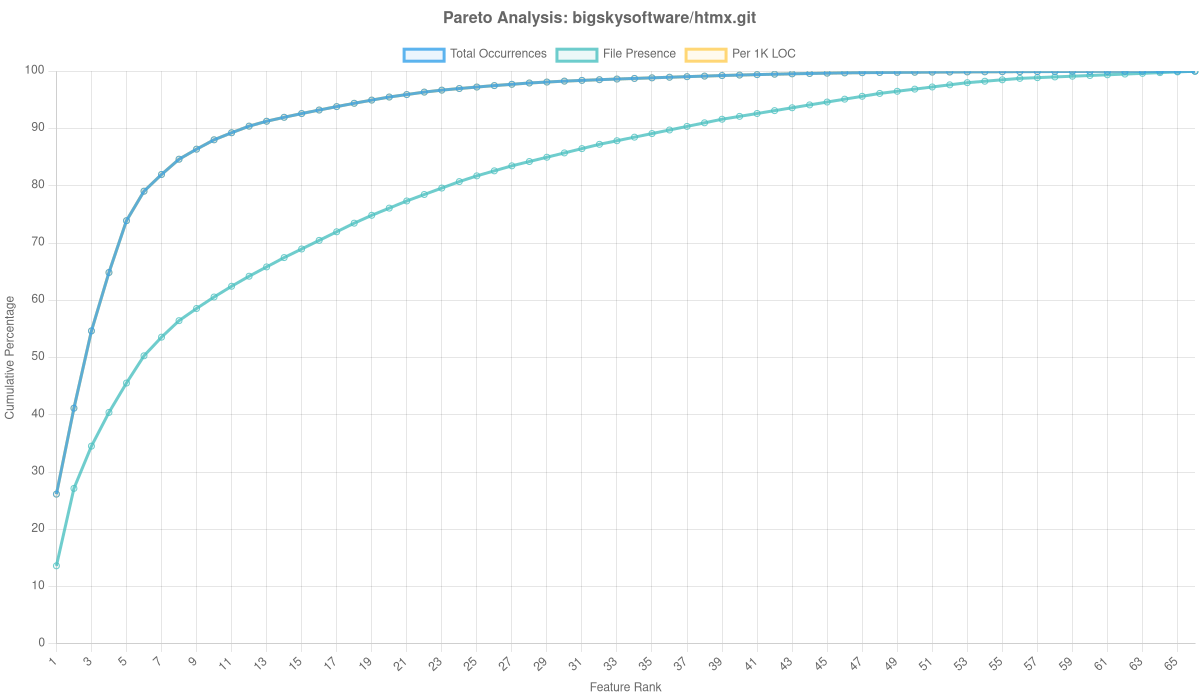 Pareto Analysis: bigskysoftware/htmx.git
Total Occurrences File Presence Per 1K LOC
100
90
80
70
60
50
40
30
20
10
0
Cumulative Percentage
1 3 5 7 9 11 13 15 17 19 21 23 25 27 29 31 33 35 37 39 41 43 45 47 49 51 53 55 57 59 61 63 65
Feature Rank